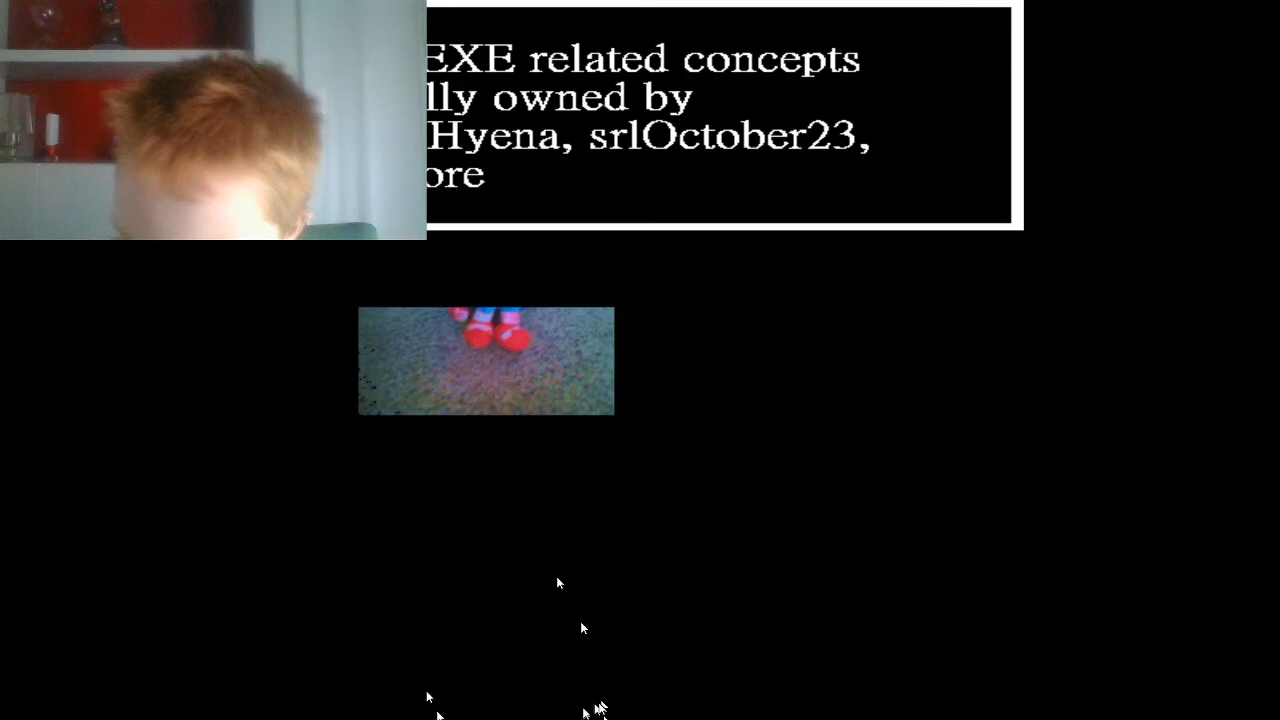 EXE related concepts
lly owned by
Hyena, srlOctober23,
ore